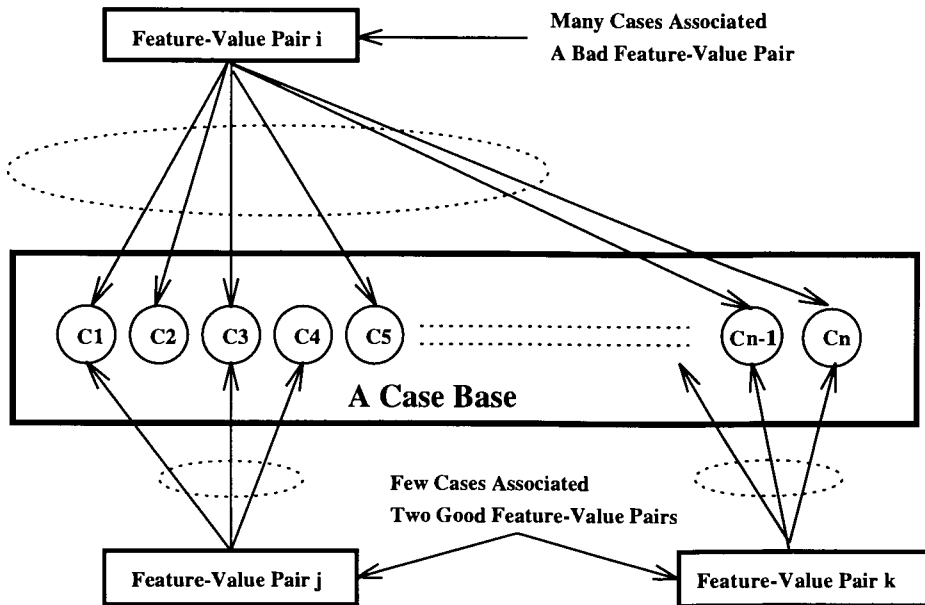 Feature-Value Pair i
Many Cases Associated
A Bad Feature-Value Pair
C1 C2 C3 C4 C5 Cn-1 Cn
A Case Base
Few Cases Associated
Two Good Feature-Value Pairs
Feature-Value Pair j
Feature-Value Pair k